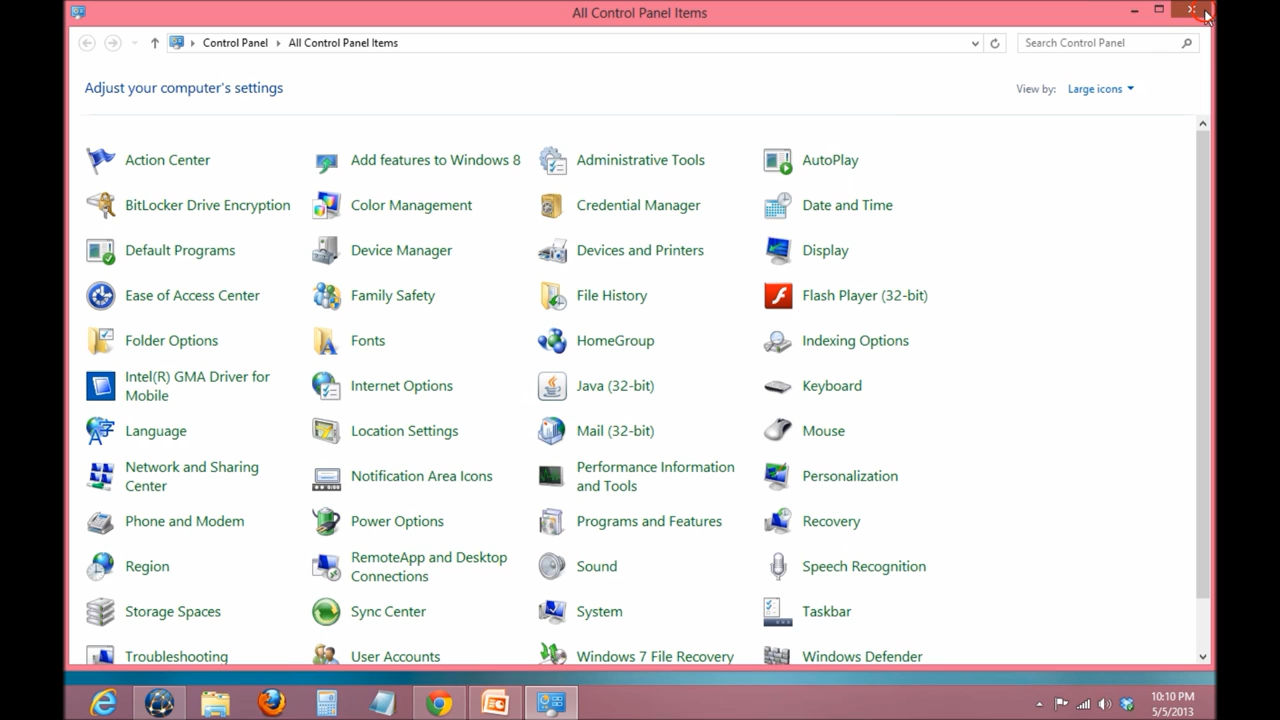 All Control Panel Items
Control Panel All Control Panel Items
Search Control Panel
Adjust your computer's settings
View by: Large icons
Action Center
Add features to Windows 8
Administrative Tools
AutoPlay
BitLocker Drive Encryption
Color Management
Credential Manager
Date and Time
Default Programs
Device Manager
Devices and Printers
Display
Ease of Access Center
Family Safety
File History
Flash Player (32-bit)
Folder Options
Fonts
HomeGroup
Indexing Options
Intel(R) GMA Driver for
Mobile
Internet Options
Java (32-bit)
Keyboard
Language
Location Settings
Mail (32-bit)
Mouse
Network and Sharing
Center
Notification Area Icons
Performance Information
and Tools
Personalization
Phone and Modem
Power Options
Programs and Features
Recovery
Region
RemoteApp and Desktop
Connections
Sound
Speech Recognition
Storage Spaces
Sync Center
System
Taskbar
Troubleshooting
User Accounts
Windows 7 File Recovery
Windows Defender
10:10 PM
5/5/2013